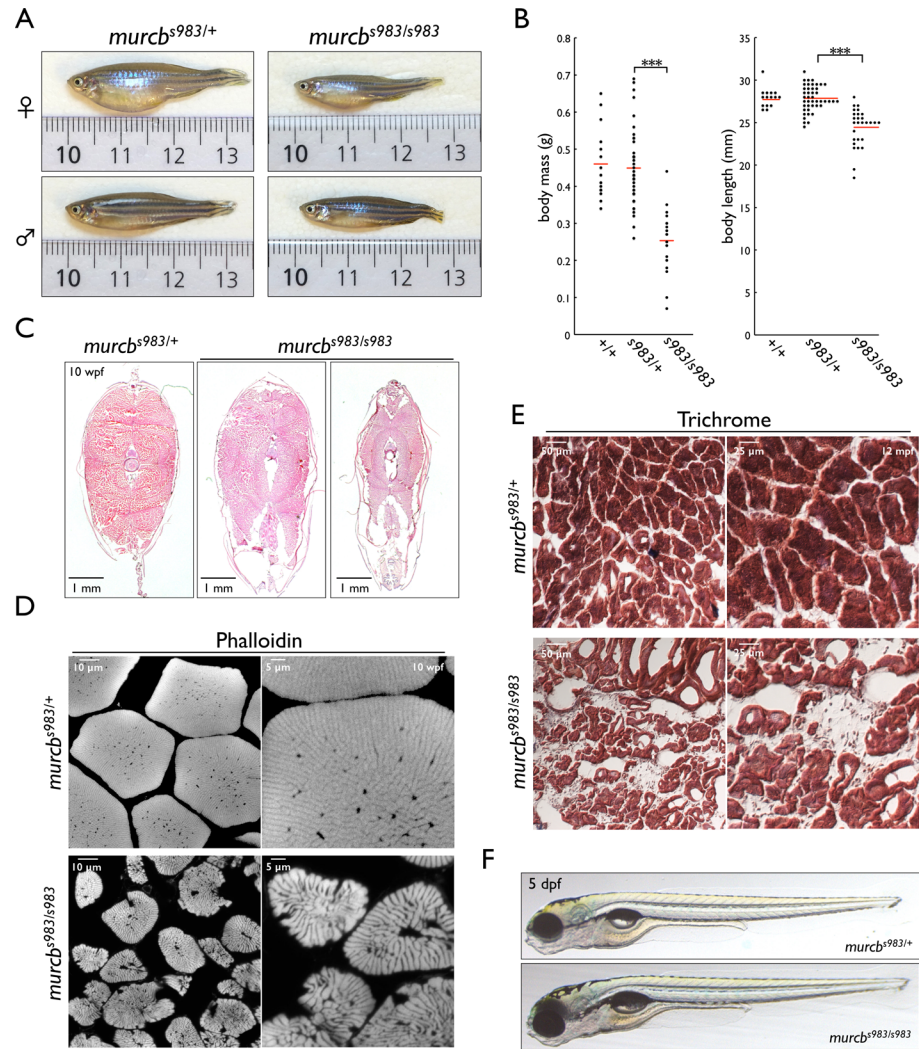 A
murcb^s983/+
murcb^s983/s983
♀
10 11 12 13
10 11 12 13
♂
10 11 12 13
10 11 12 13
B
body mass (g)
0.8
0.7
0.6
0.5
0.4
0.3
0.2
0.1
0
***
+/+
s983/+
s983/s983
body length (mm)
35
30
25
20
15
10
5
0
***
+/+
s983/+
s983/s983
C
murcb^s983/+
murcb^s983/s983
10 wpf
1 mm
1 mm
1 mm
D
Phalloidin
murcb^s983/+
10 µm
5 µm
10 wpf
murcb^s983/s983
10 µm
5 µm
E
Trichrome
murcb^s983/+
50 µm
25 µm
12 mpf
murcb^s983/s983
50 µm
25 µm
F
5 dpf
murcb^s983/+
murcb^s983/s983